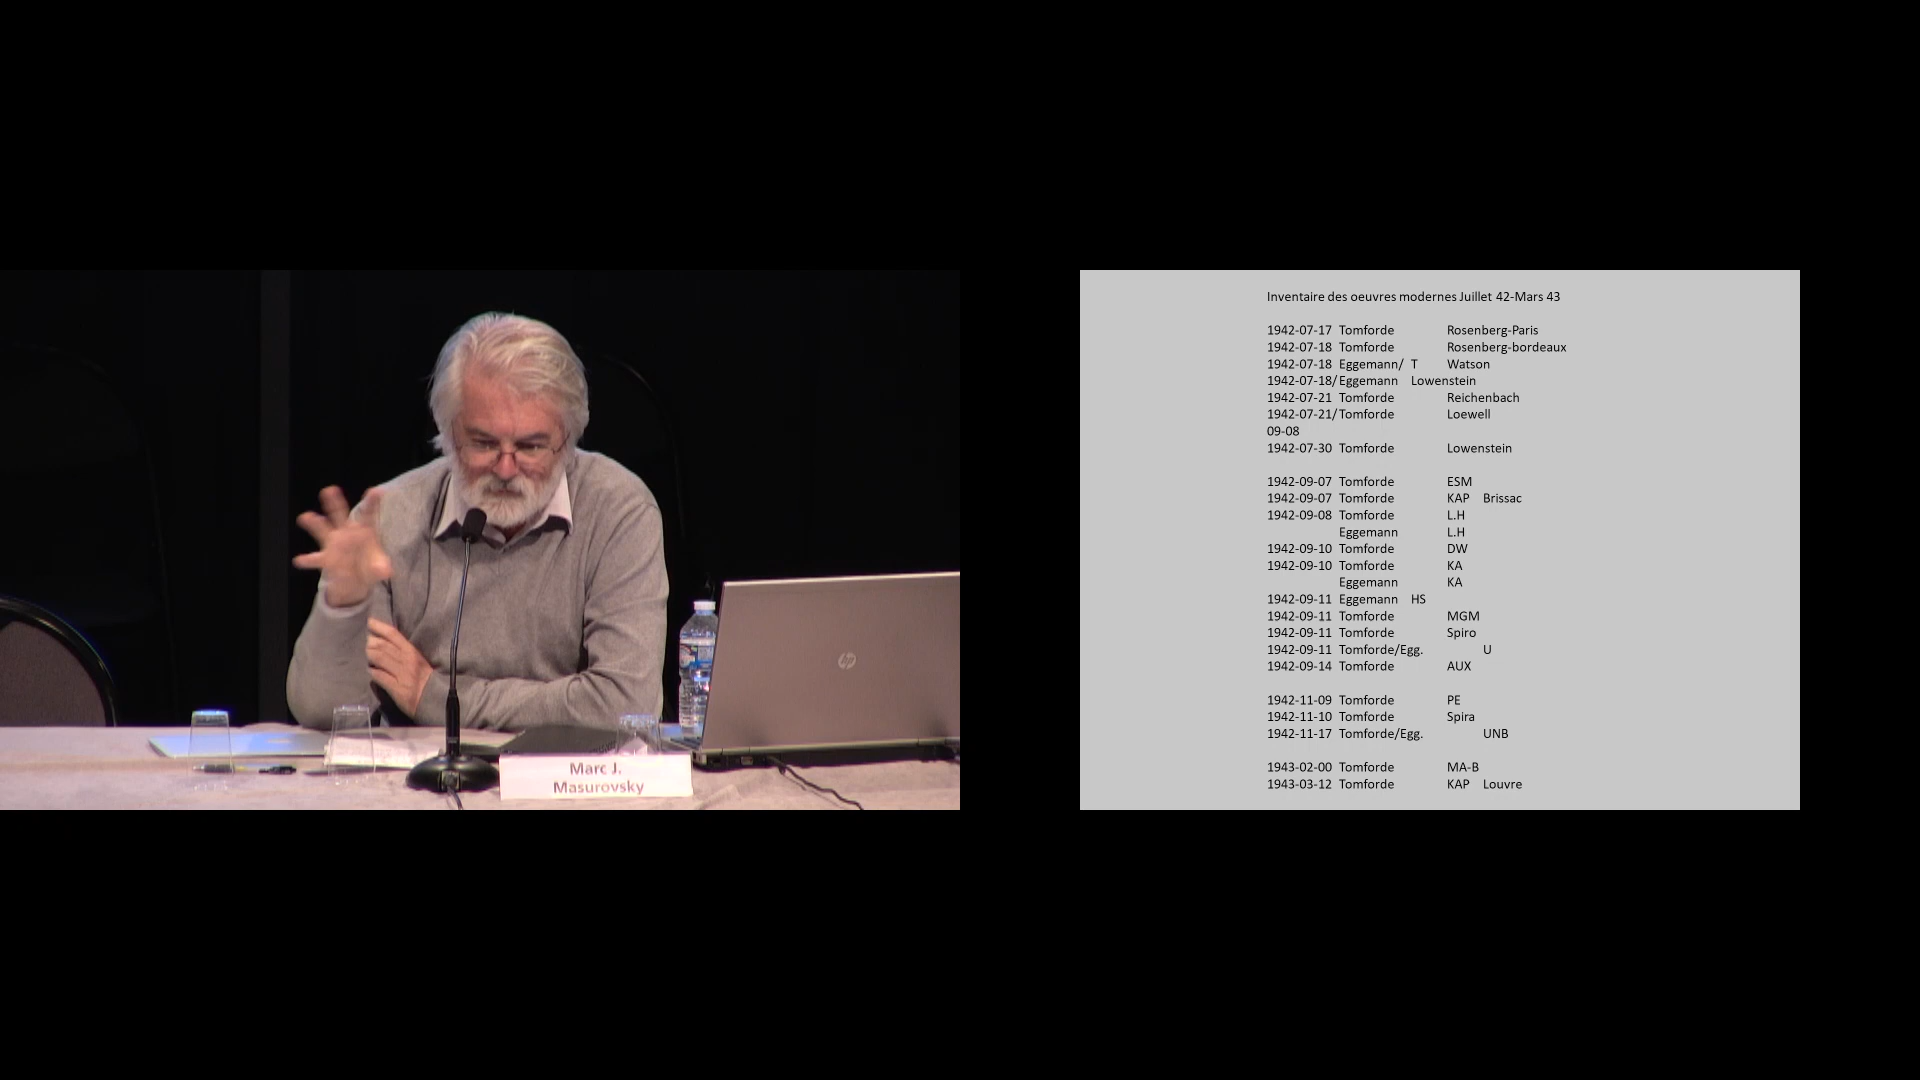 Inventaire des oeuvres modernes Juillet 42-Mars 43
1942-07-17 Tomforde Rosenberg-Paris
1942-07-18 Tomforde Rosenberg-bordeaux
1942-07-18 Eggemann/ T Watson
1942-07-18/Eggemann Lowenstein
1942-07-21 Tomforde Reichenbach
1942-07-21/Tomforde Loewell
09-08
1942-07-30 Tomforde Lowenstein
1942-09-07 Tomforde ESM
1942-09-07 Tomforde KAP Brissac
1942-09-08 Tomforde L.H
Eggemann L.H
1942-09-10 Tomforde DW
1942-09-10 Tomforde KA
Eggemann KA
1942-09-11 Eggemann HS
1942-09-11 Tomforde MGM
1942-09-11 Tomforde Spiro
1942-09-11 Tomforde/Egg. U
1942-09-14 Tomforde AUX
1942-11-09 Tomforde PE
1942-11-10 Tomforde Spira
1942-11-17 Tomforde/Egg. UNB
1943-02-00 Tomforde MA-B
1943-03-12 Tomforde KAP Louvre
hp
Marc J.
Masurovsky